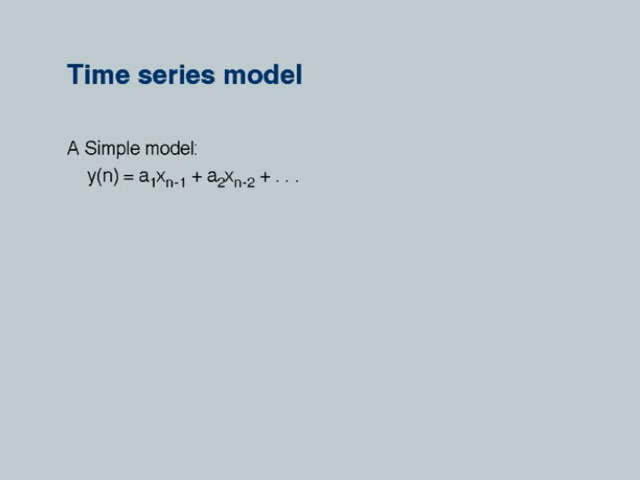 Time series model
A Simple model:
y(n) = a₁xₙ₋₁ + a₂xₙ₋₂ + . . .